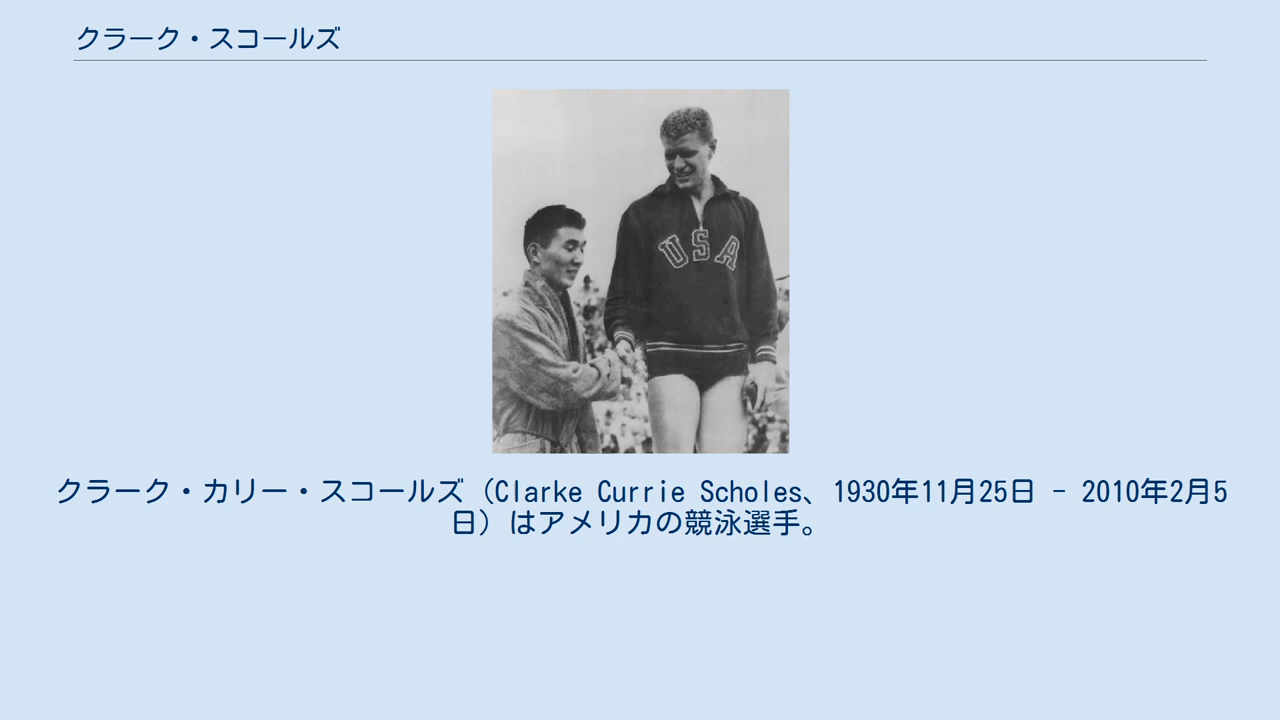 クラーク・スコールズ
USA
クラーク・カリー・スコールズ（Clarke Currie Scholes、1930年11月25日 - 2010年2月5
日）はアメリカの競泳選手。